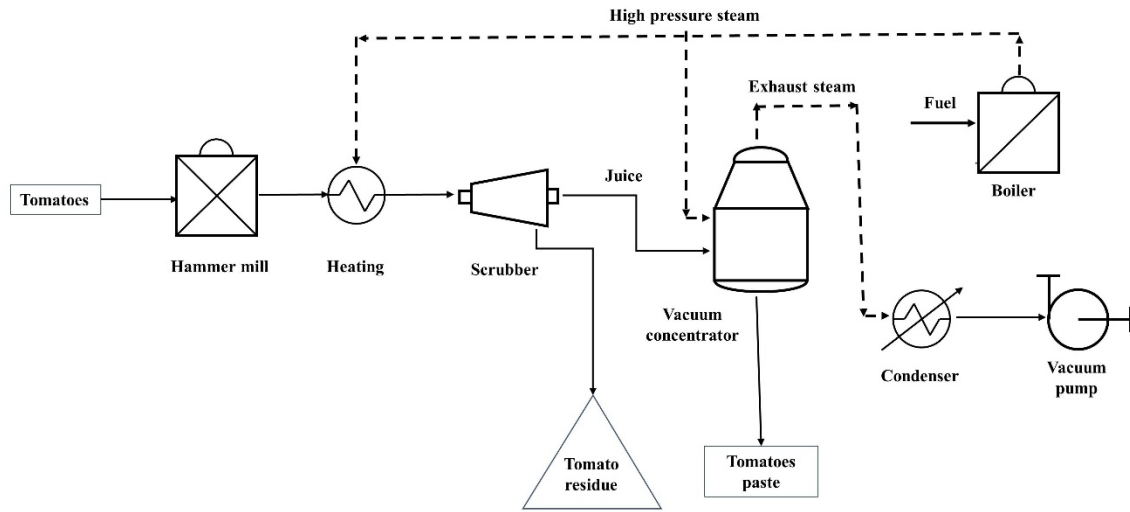 High pressure steam
Exhaust steam
Fuel
Boiler
Tomatoes
Juice
Hammer mill
Heating
Scrubber
Vacuum
concentrator
Condenser
Vacuum
pump
Tomato
residue
Tomatoes
paste